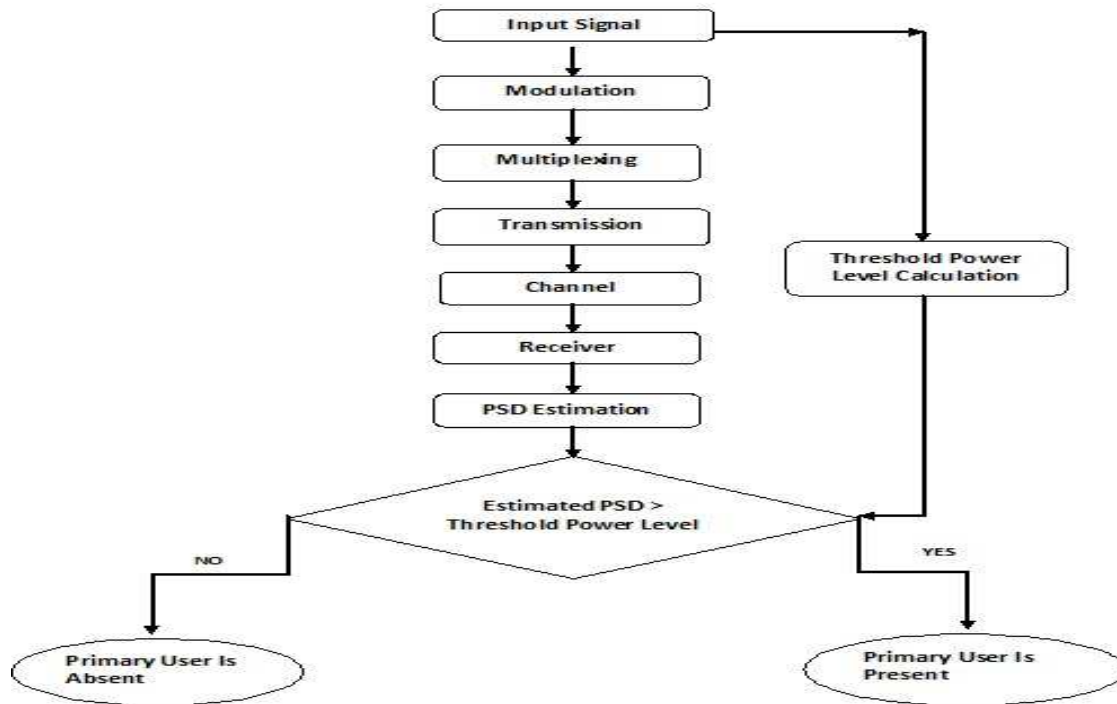 Input Signal
Modulation
Multiplexing
Transmission
Threshold Power
Level Calculation
Channel
Receiver
PSD Estimation
Estimated PSD >
Threshold Power Level
NO
YES
Primary User Is
Absent
Primary User Is
Present